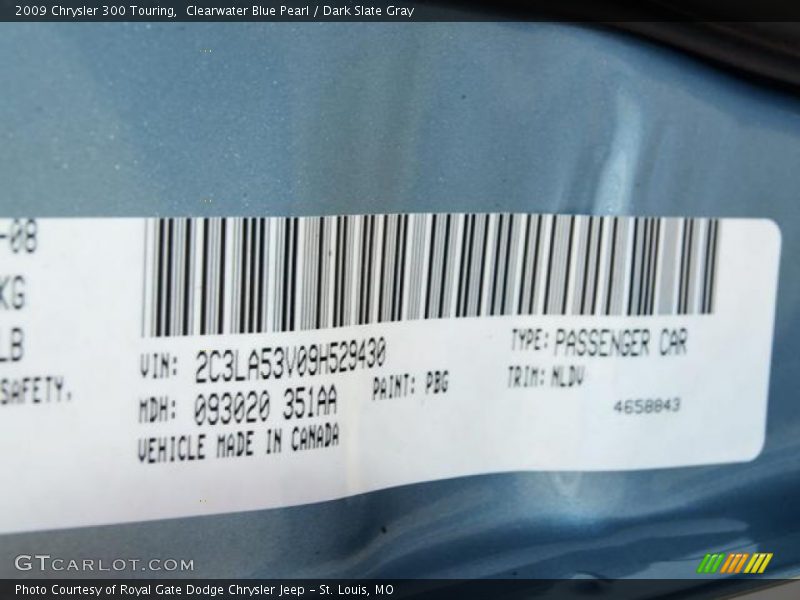 2009 Chrysler 300 Touring, Clearwater Blue Pearl / Dark Slate Gray
-08
KG
LB
SAFETY,
VIN: 2C3LA53V09H529430
TYPE: PASSENGER CAR
MDH: 093020 351AA
PAINT: PBG
TRIM: NLDV
VEHICLE MADE IN CANADA
4658843
GTCARLOT.COM
Photo Courtesy of Royal Gate Dodge Chrysler Jeep – St. Louis, MO